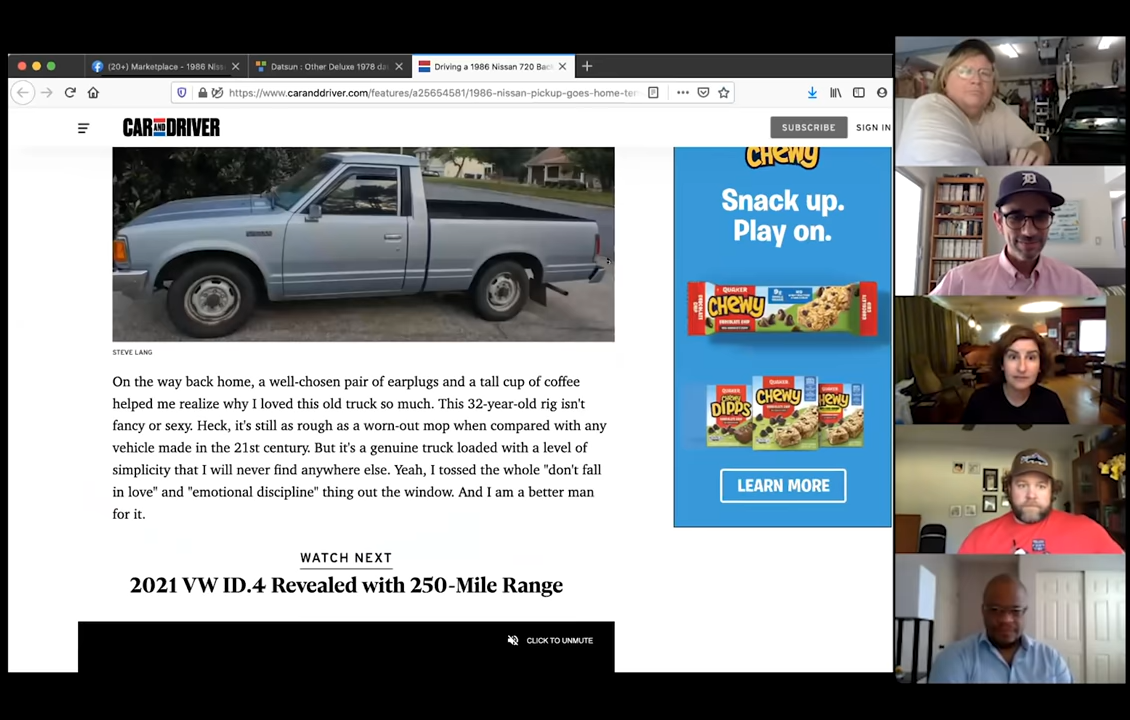 (20+) Marketplace - 1986 Niss
Datsun : Other Deluxe 1978 da
Driving a 1986 Nissan 720 Bac
https://www.caranddriver.com/features/a25654581/1986-nissan-pickup-goes-home-ten
CAR AND DRIVER
SUBSCRIBE
SIGN IN
STEVE LANG
On the way back home, a well-chosen pair of earplugs and a tall cup of coffee
helped me realize why I loved this old truck so much. This 32-year-old rig isn't
fancy or sexy. Heck, it's still as rough as a worn-out mop when compared with any
vehicle made in the 21st century. But it's a genuine truck loaded with a level of
simplicity that I will never find anywhere else. Yeah, I tossed the whole "don't fall
in love" and "emotional discipline" thing out the window. And I am a better man
for it.
WATCH NEXT
2021 VW ID.4 Revealed with 250-Mile Range
CLICK TO UNMUTE
CHEWY
Snack up.
Play on.
QUAKER
CHEWY
QUAKER
DIPPS
QUAKER
CHEWY
QUAKER
LEARN MORE
D